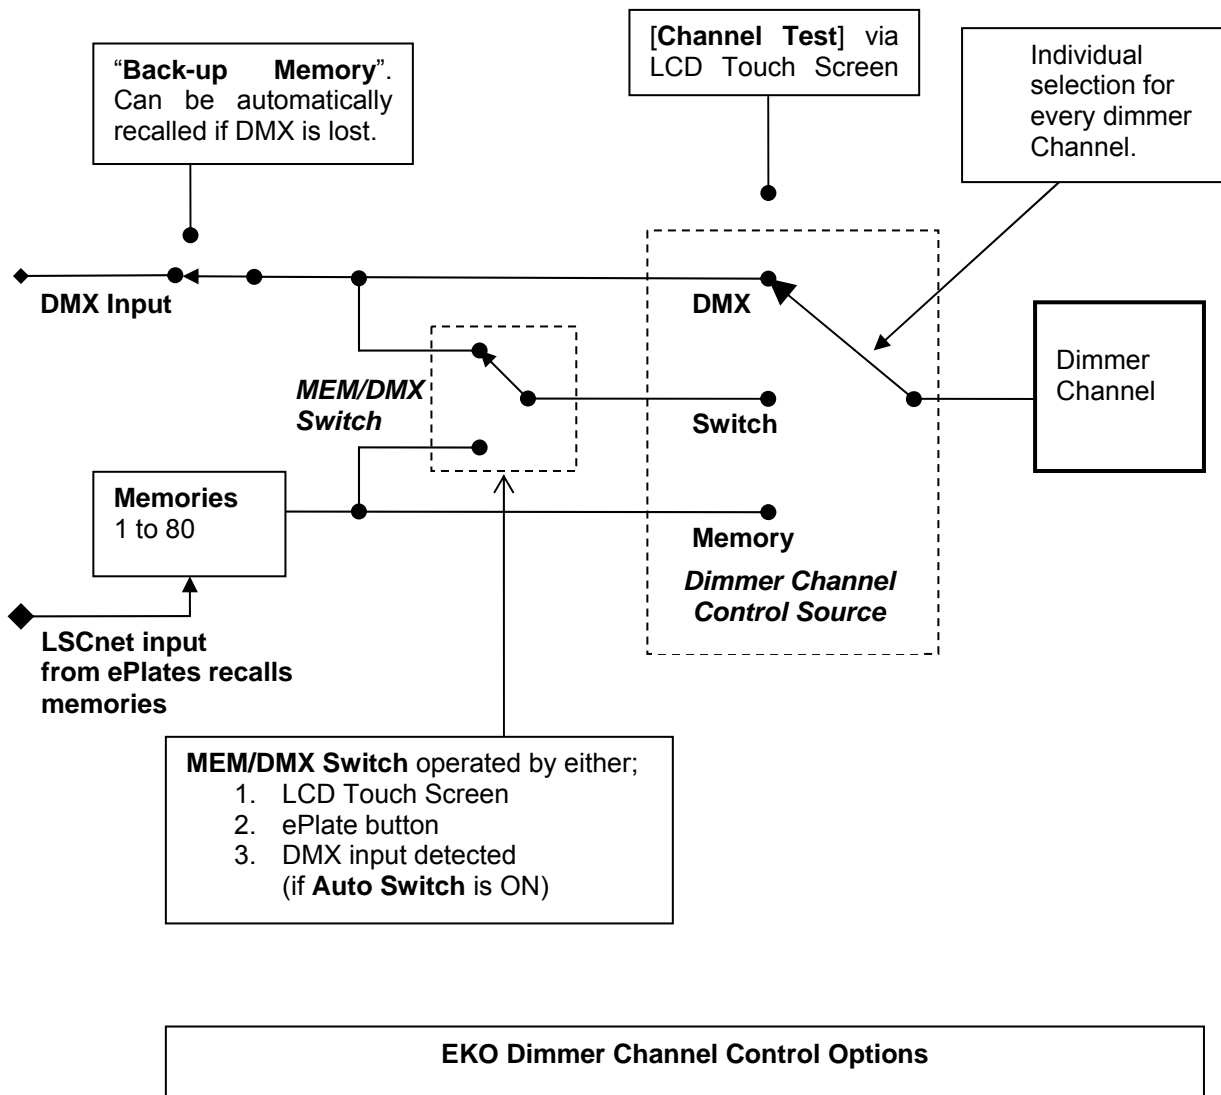 “Back-up Memory”.
Can be automatically
recalled if DMX is lost.
[Channel Test] via
LCD Touch Screen
Individual
selection for
every dimmer
Channel.
DMX Input
DMX
MEM/DMX
Switch
Switch
Dimmer
Channel
Memories
1 to 80
Memory
Dimmer Channel
Control Source
LSCnet input
from ePlates recalls
memories
MEM/DMX Switch operated by either;
1. LCD Touch Screen
2. ePlate button
3. DMX input detected
(if Auto Switch is ON)
EKO Dimmer Channel Control Options